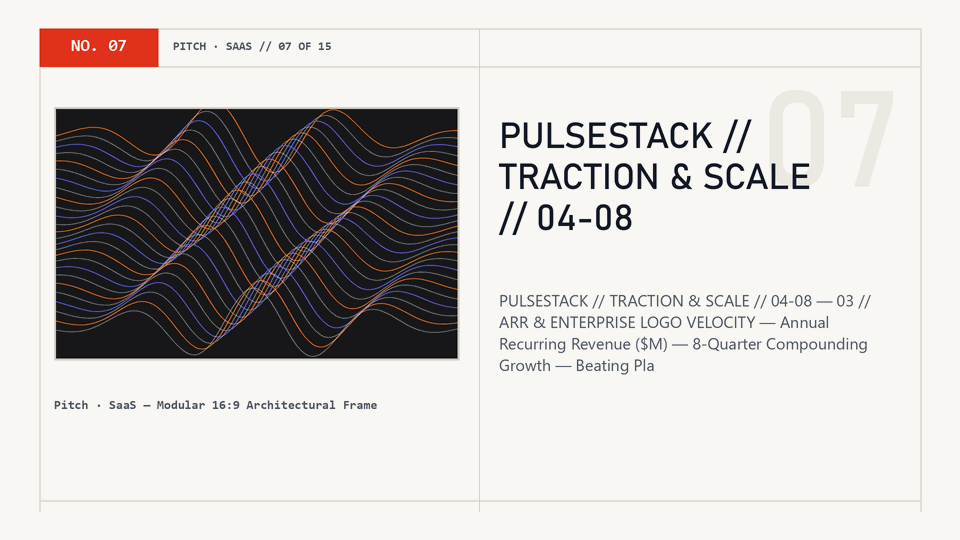 NO. 07
PITCH · SAAS // 07 OF 15
07
PULSESTACK //
TRACTION & SCALE
// 04-08
PULSESTACK // TRACTION & SCALE // 04-08 — 03 //
ARR & ENTERPRISE LOGO VELOCITY — Annual
Recurring Revenue ($M) — 8-Quarter Compounding
Growth — Beating Pla
Pitch · SaaS — Modular 16:9 Architectural Frame